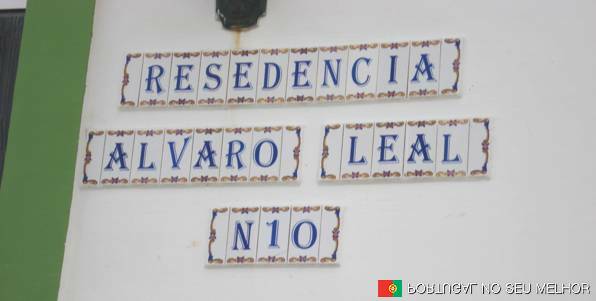 RESEDENCIA
ALVARO LEAL
N10
PORTUGAL NO SEU MELHOR